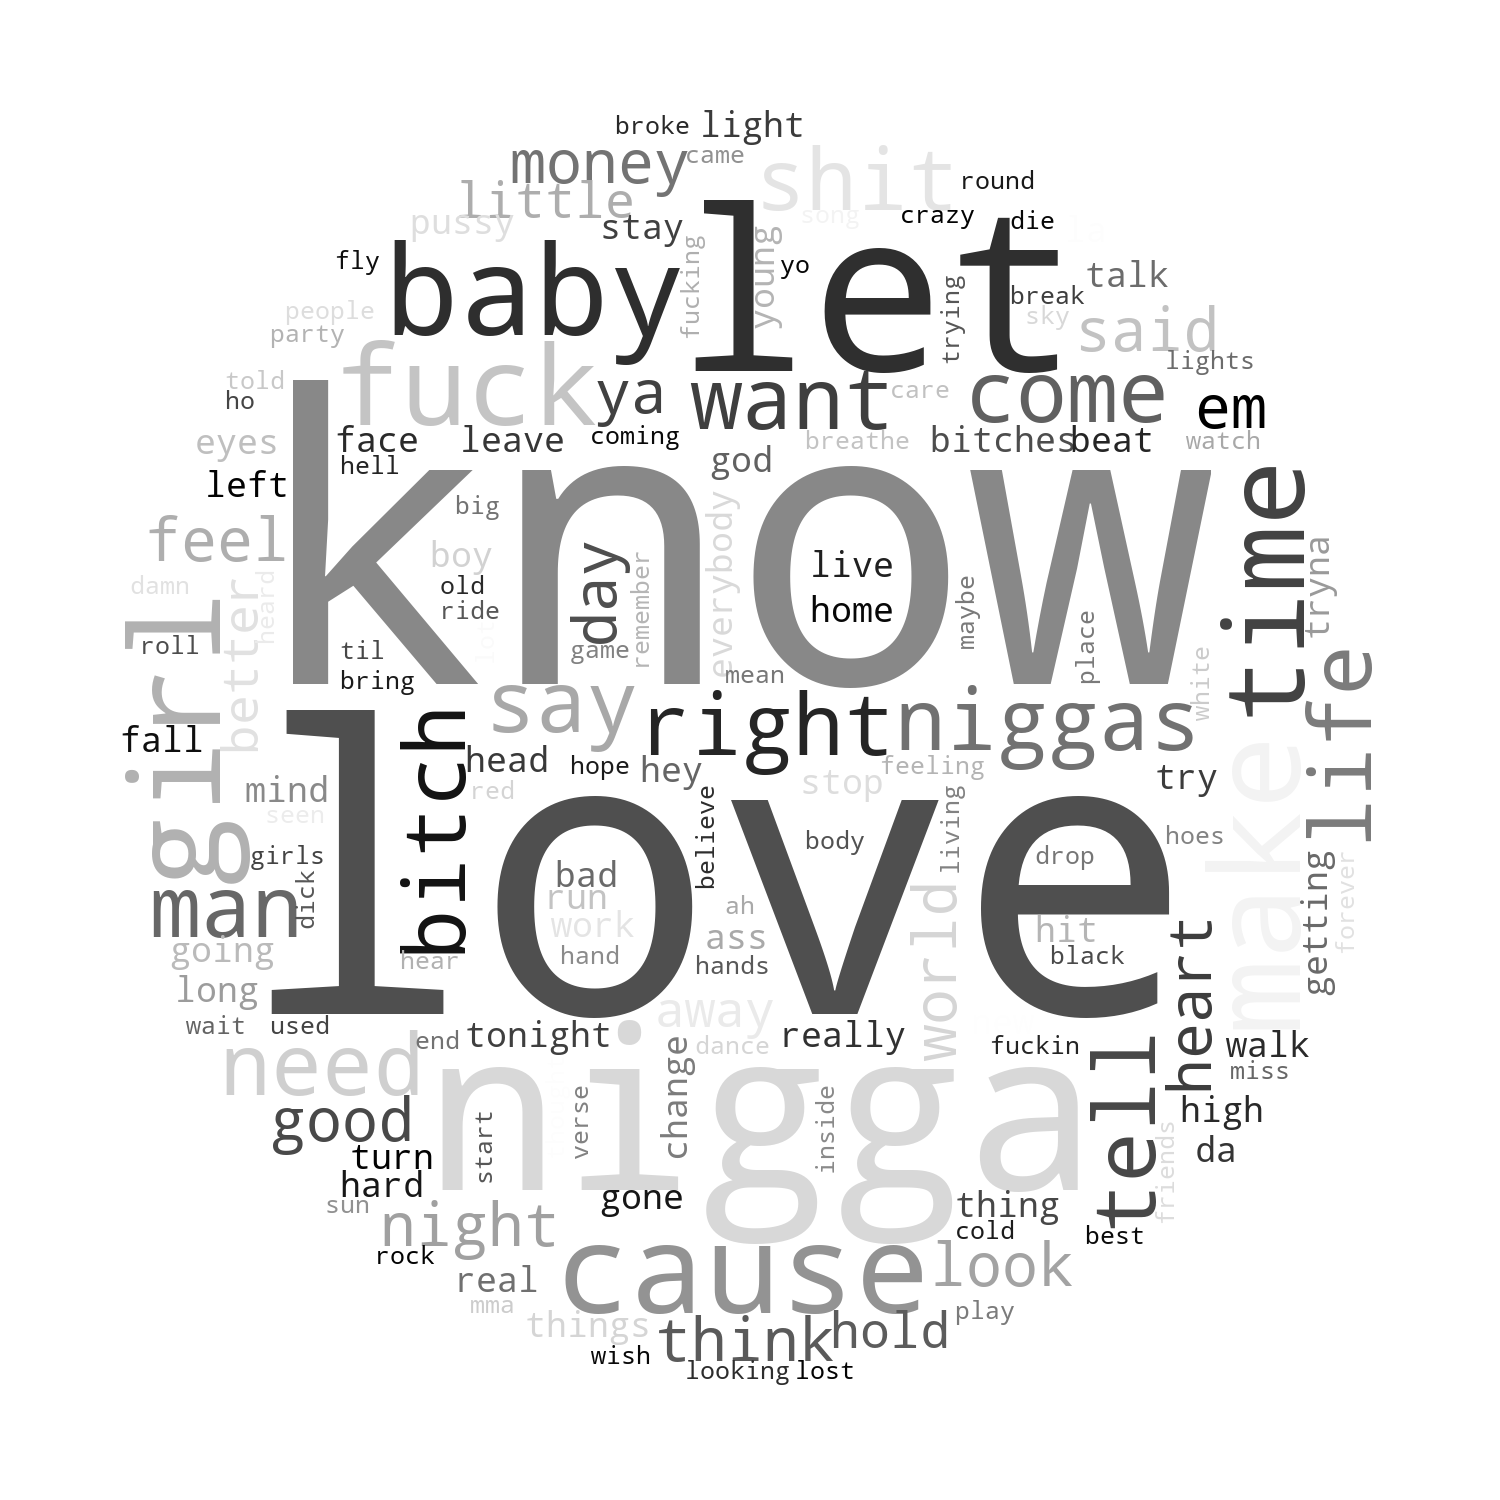 broke light
money came shit
little round
pussy stay song crazy die
fly baby let yo talk
fucking young trying break
people sky said
party lights
told fuck ya want care come em
ho
eyes face leave coming god breathe bitches beat watch
hell
left know big time
feel boy day everybody live
damn girl better heard old remember home maybe tryna
roll ride place
til game lot white
bring mean
say right niggas life
fall bitch head hope hey feeling try
mind red stop make
seen love believe living
girls body drop hoes
man dick bad ah getting forever
run work ass world hit
going hear hand hands black heart
long away
wait used end tonight really fuckin walk
need nigga change dance tell miss
good start verse inside high
turn friends da
hard gone thing
sun night cold best
rock cause look
real
mma play
things think hold
wish looking lost